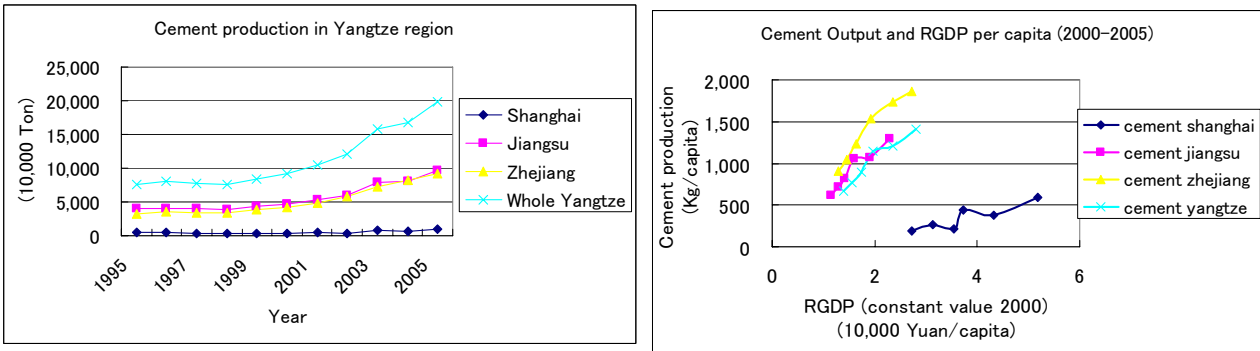 Cement production in Yangtze region
25,000
20,000
15,000
10,000
5,000
0
(10,000 Ton)
1995
1997
1999
2001
2003
2005
Year
Shanghai
Jiangsu
Zhejiang
Whole Yangtze
Cement Output and RGDP per capita (2000-2005)
2,000
1,500
1,000
500
0
Cement production
(Kg/capita)
0 2 4 6
RGDP (constant value 2000)
(10,000 Yuan/capita)
cement shanghai
cement jiangsu
cement zhejiang
cement yangtze